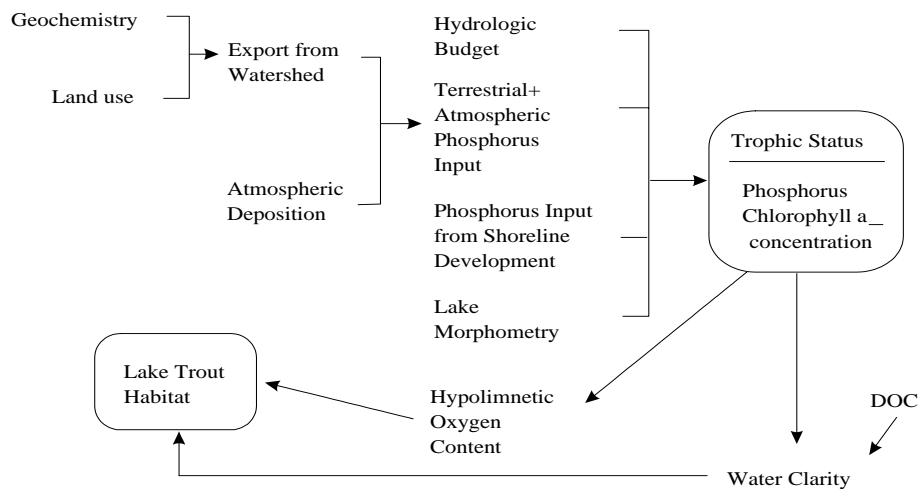 Geochemistry
Land use
Export from
Watershed
Atmospheric
Deposition
Hydrologic
Budget
Terrestrial+
Atmospheric
Phosphorus
Input
Phosphorus Input
from Shoreline
Development
Lake
Morphometry
Trophic Status
Phosphorus
Chlorophyll a_
concentration
Lake Trout
Habitat
Hypolimnetic
Oxygen
Content
DOC
Water Clarity